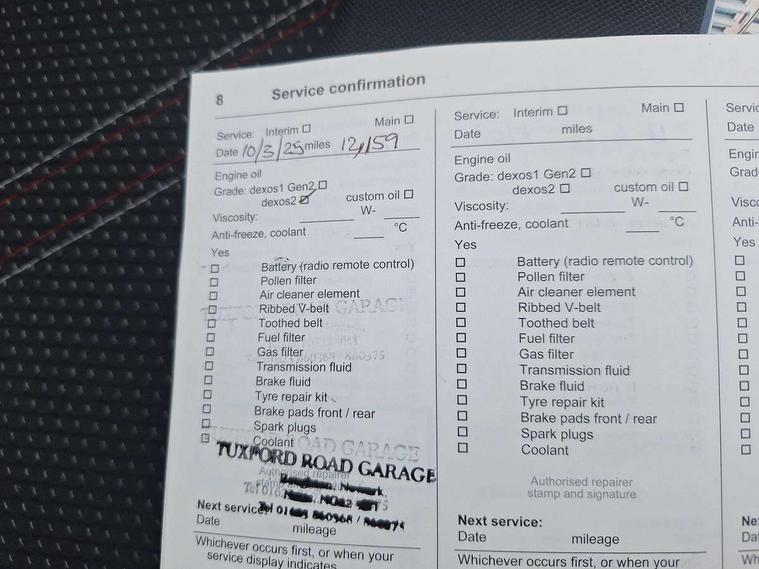 8 Service confirmation
Service: Interim Main
Date 10/3/25 miles 12,159
Engine oil
Grade: dexos1 Gen2
dexos2 custom oil
Viscosity: W-
Anti-freeze, coolant °C
Yes
Battery (radio remote control)
Pollen filter
Air cleaner element
Ribbed V-belt
Toothed belt
Fuel filter
Gas filter
Transmission fluid
Brake fluid
Tyre repair kit
Brake pads front / rear
Spark plugs
Coolant
TUXFORD ROAD GARAGE
Authorised repairer
Next service:
Date mileage
Whichever occurs first, or when your
service display indicates
Service: Interim Main
Date miles
Engine oil
Grade: dexos1 Gen2
dexos2 custom oil
Viscosity: W-
Anti-freeze, coolant °C
Yes
Battery (radio remote control)
Pollen filter
Air cleaner element
Ribbed V-belt
Toothed belt
Fuel filter
Gas filter
Transmission fluid
Brake fluid
Tyre repair kit
Brake pads front / rear
Spark plugs
Coolant
Authorised repairer
stamp and signature
Next service:
Date mileage
Whichever occurs first, or when your
Date
Yes